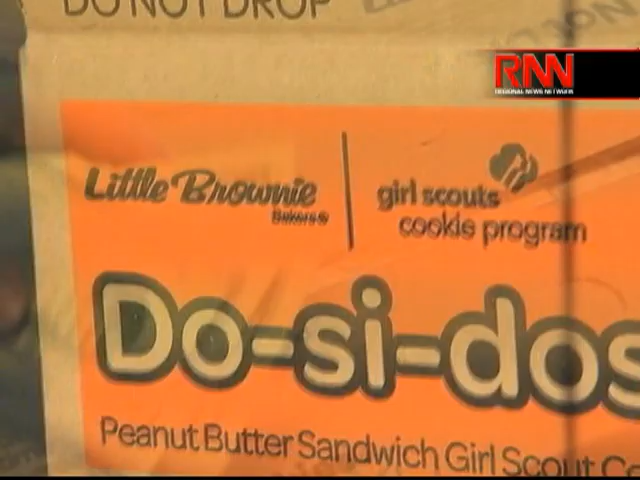 DO NOT DROP
RNN
REGIONAL NEWS NETWORK
Little Brownie
Bakers®
girl scouts
cookie program
Do-si-dos
Peanut Butter Sandwich Girl Scout Co